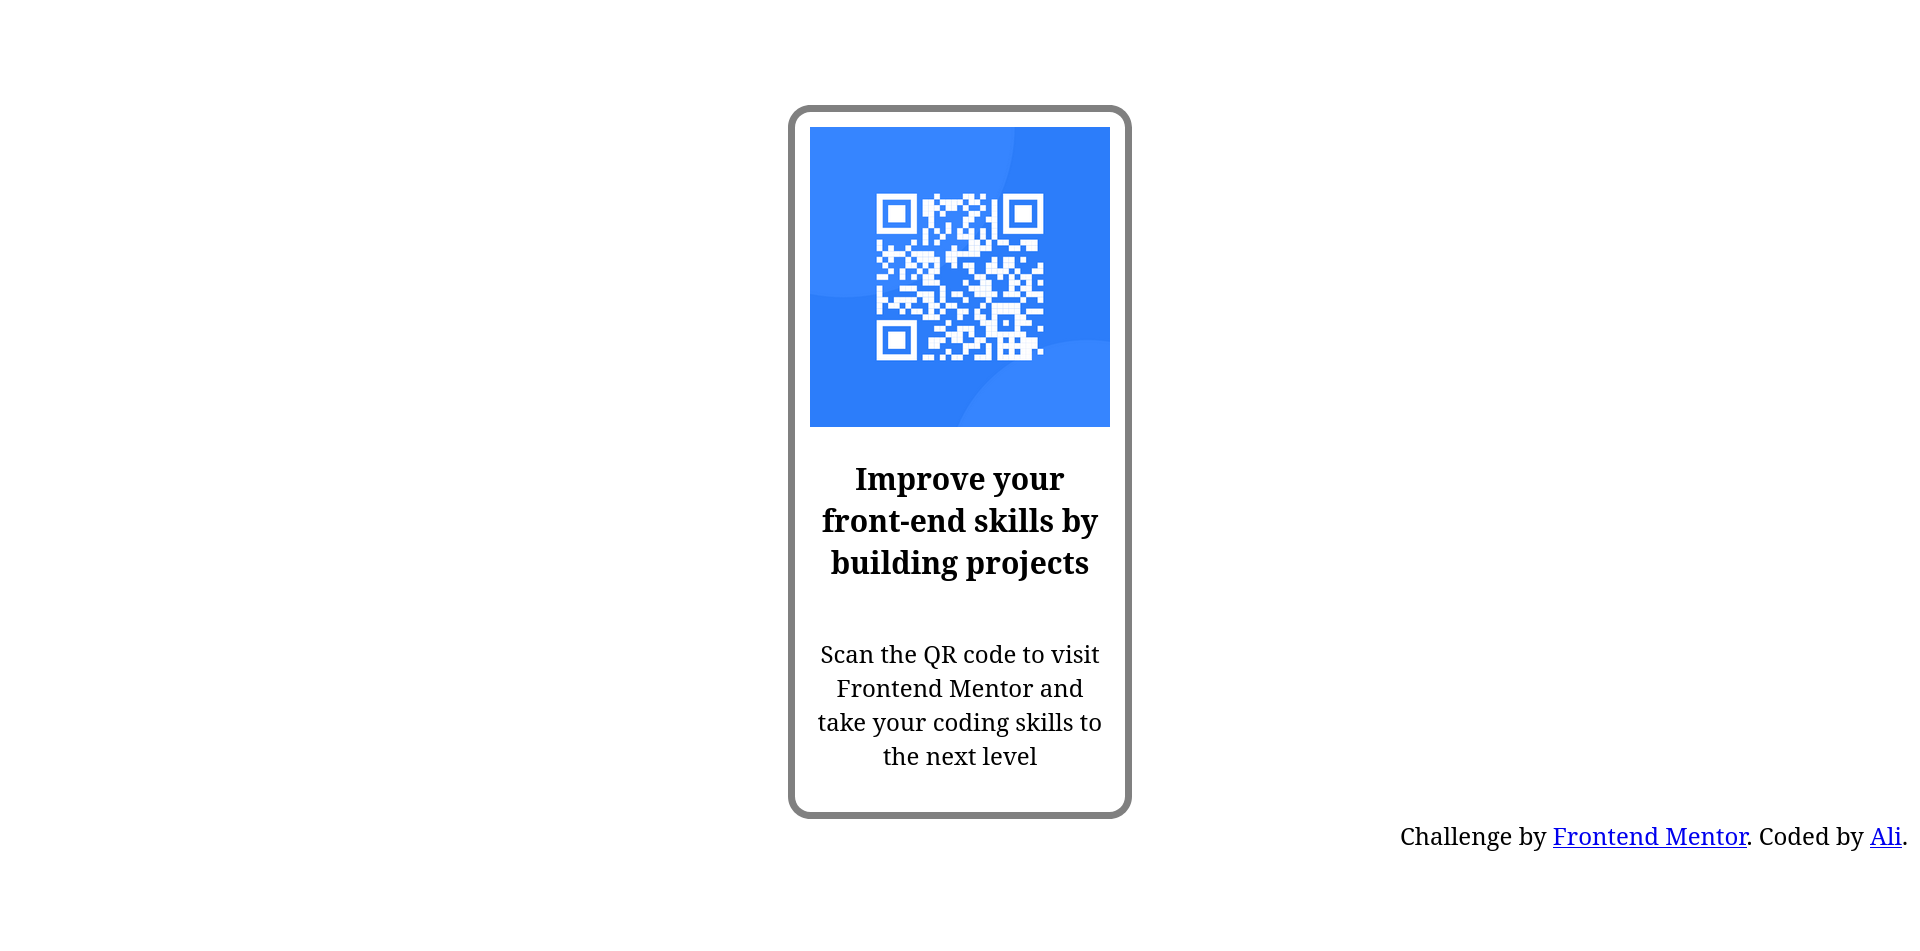 Improve your
front-end skills by
building projects
Scan the QR code to visit
Frontend Mentor and
take your coding skills to
the next level
Challenge by Frontend Mentor. Coded by Ali.